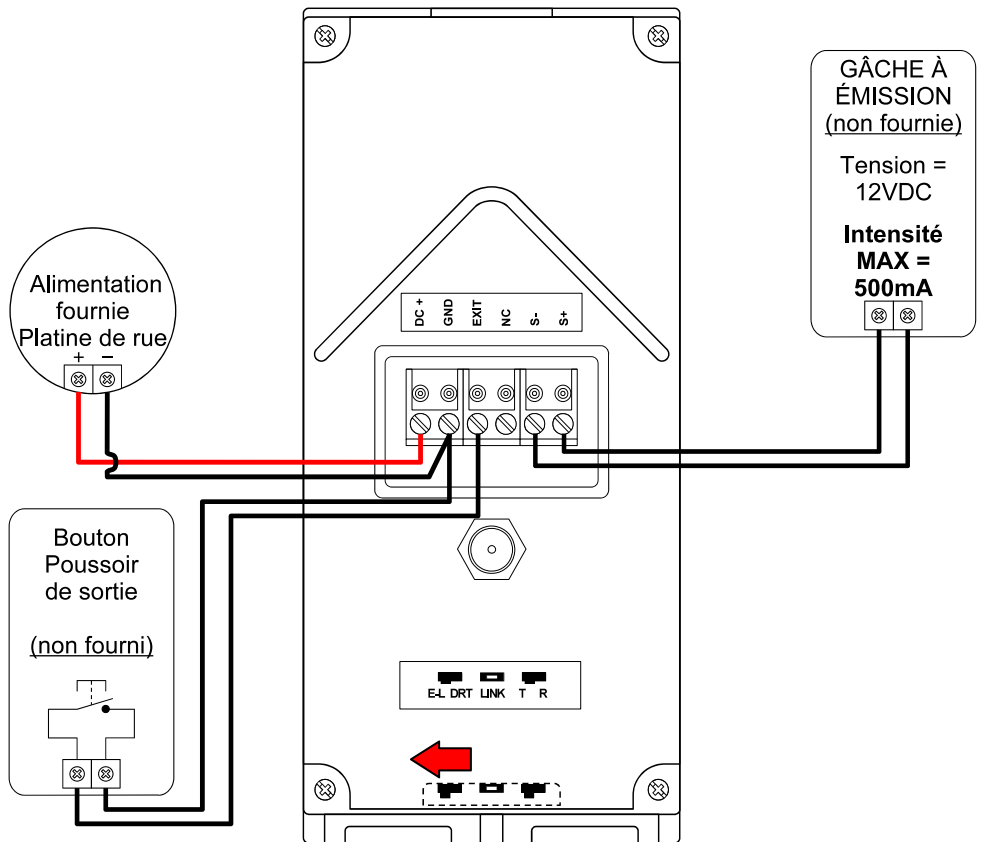 GÂCHE À
ÉMISSION
(non fournie)
Tension =
12VDC
Intensité
MAX =
500mA
Alimentation
fournie
Platine de rue
+ −
DC +
GND
EXIT
NC
S-
S+
Bouton
Poussoir
de sortie
(non fourni)
E-L DRT LINK T R